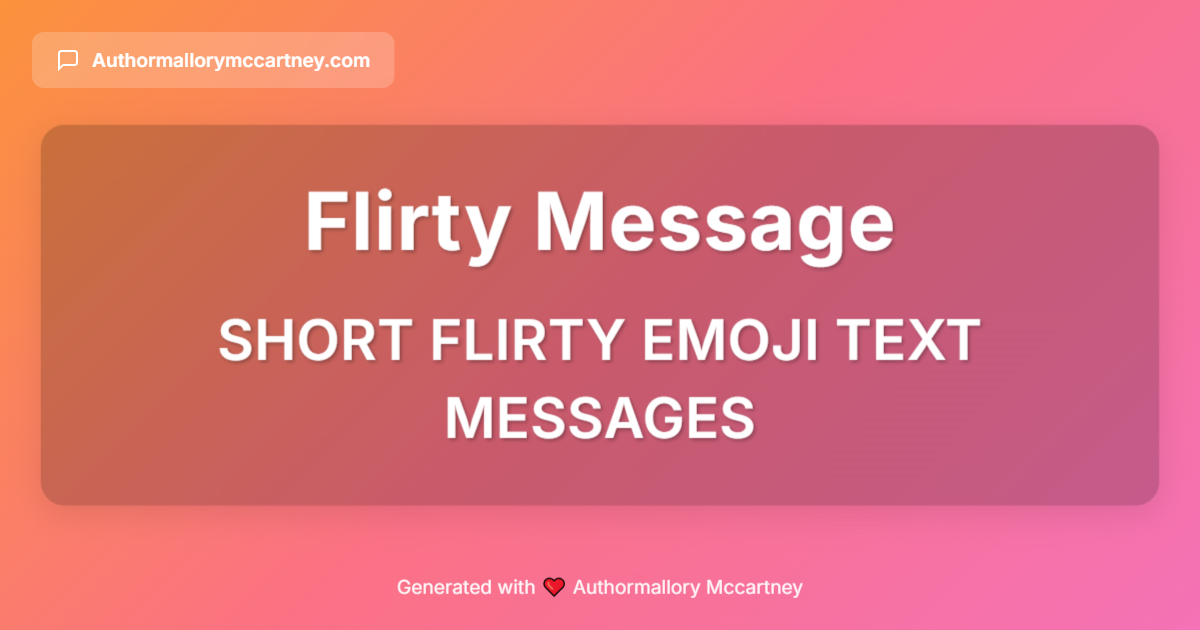 Authormallorymccartney.com
Flirty Message
SHORT FLIRTY EMOJI TEXT
MESSAGES
Generated with ❤️ Authormallory Mccartney